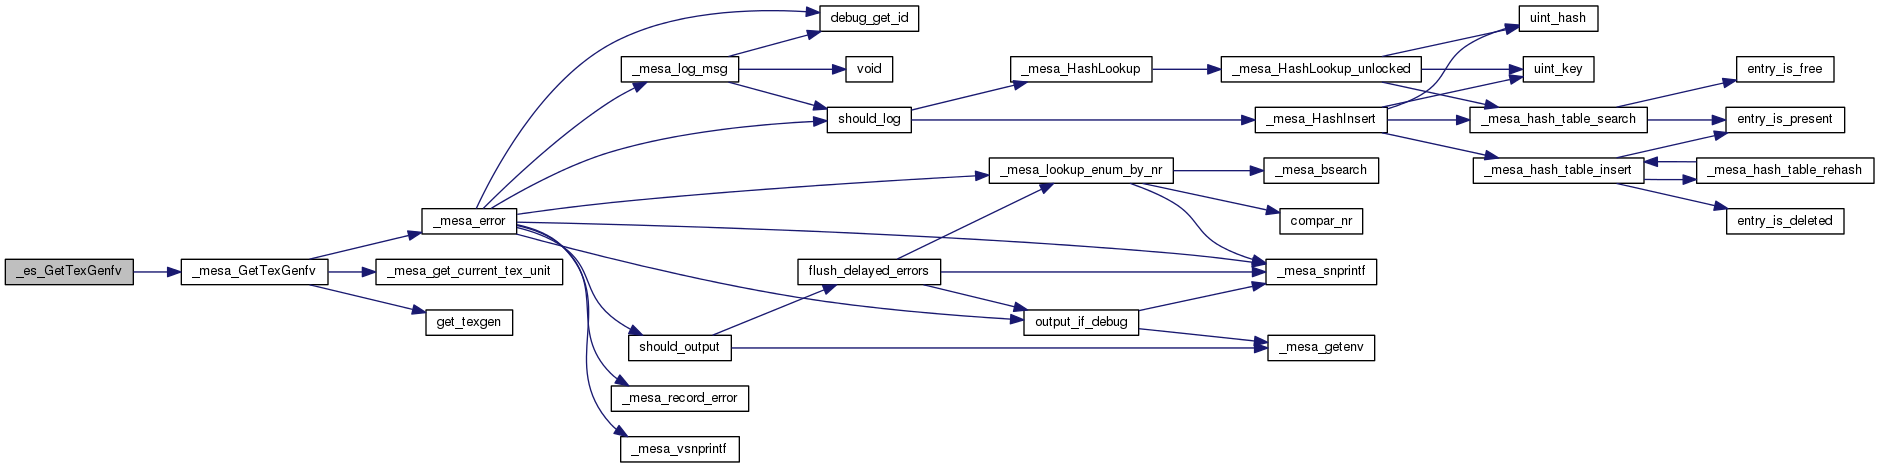 debug_get_id
uint_hash
_mesa_log_msg
void
_mesa_HashLookup
_mesa_HashLookup_unlocked
uint_key
entry_is_free
should_log
_mesa_HashInsert
_mesa_hash_table_search
entry_is_present
_mesa_lookup_enum_by_nr
_mesa_bsearch
_mesa_hash_table_insert
_mesa_hash_table_rehash
_mesa_error
compar_nr
entry_is_deleted
_es_GetTexGenfv
_mesa_GetTexGenfv
_mesa_get_current_tex_unit
flush_delayed_errors
_mesa_snprintf
get_texgen
output_if_debug
should_output
_mesa_getenv
_mesa_record_error
_mesa_vsnprintf